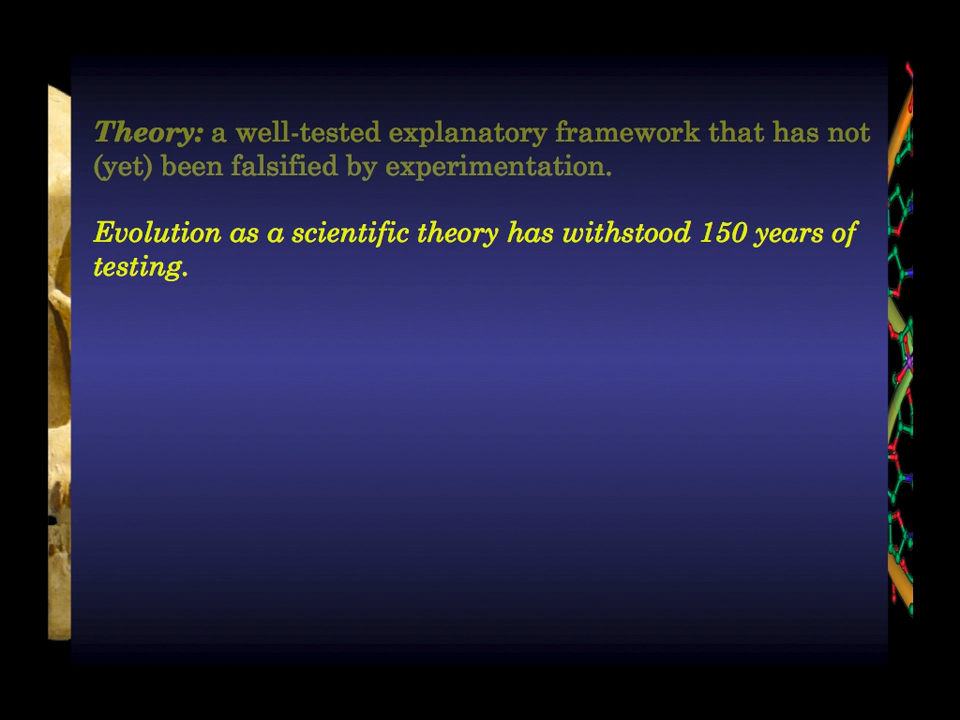 Theory: a well-tested explanatory framework that has not
(yet) been falsified by experimentation.
Evolution as a scientific theory has withstood 150 years of
testing.